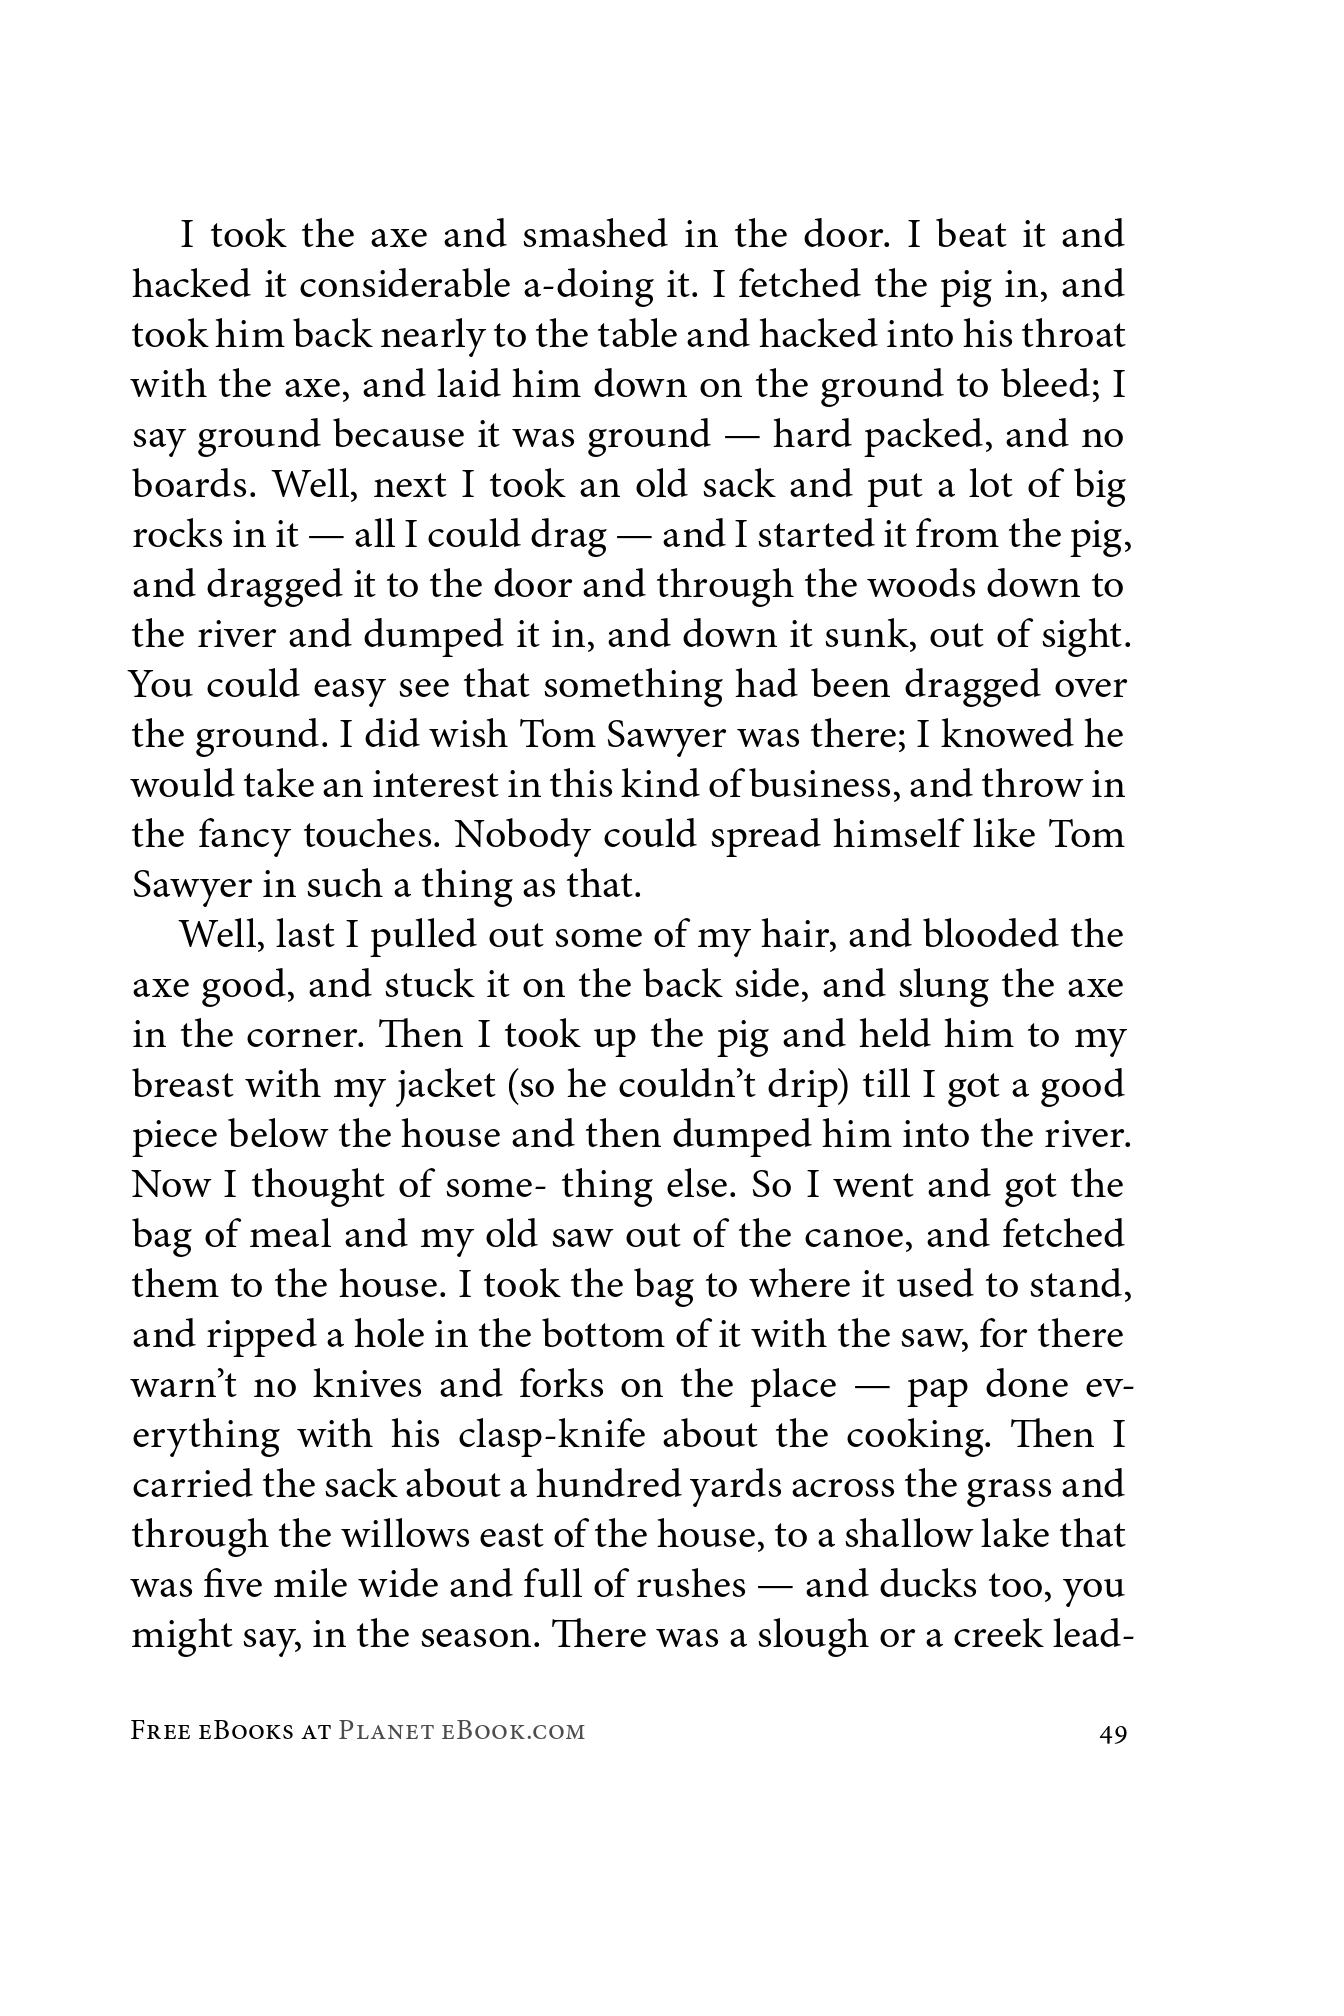 I took the axe and smashed in the door. I beat it and
hacked it considerable a-doing it. I fetched the pig in, and
took him back nearly to the table and hacked into his throat
with the axe, and laid him down on the ground to bleed; I
say ground because it was ground — hard packed, and no
boards. Well, next I took an old sack and put a lot of big
rocks in it — all I could drag — and I started it from the pig,
and dragged it to the door and through the woods down to
the river and dumped it in, and down it sunk, out of sight.
You could easy see that something had been dragged over
the ground. I did wish Tom Sawyer was there; I knowed he
would take an interest in this kind of business, and throw in
the fancy touches. Nobody could spread himself like Tom
Sawyer in such a thing as that.
Well, last I pulled out some of my hair, and blooded the
axe good, and stuck it on the back side, and slung the axe
in the corner. Then I took up the pig and held him to my
breast with my jacket (so he couldn’t drip) till I got a good
piece below the house and then dumped him into the river.
Now I thought of some- thing else. So I went and got the
bag of meal and my old saw out of the canoe, and fetched
them to the house. I took the bag to where it used to stand,
and ripped a hole in the bottom of it with the saw, for there
warn’t no knives and forks on the place — pap done ev-
erything with his clasp-knife about the cooking. Then I
carried the sack about a hundred yards across the grass and
through the willows east of the house, to a shallow lake that
was five mile wide and full of rushes — and ducks too, you
might say, in the season. There was a slough or a creek lead-
Free eBooks at Planet eBook.com 49